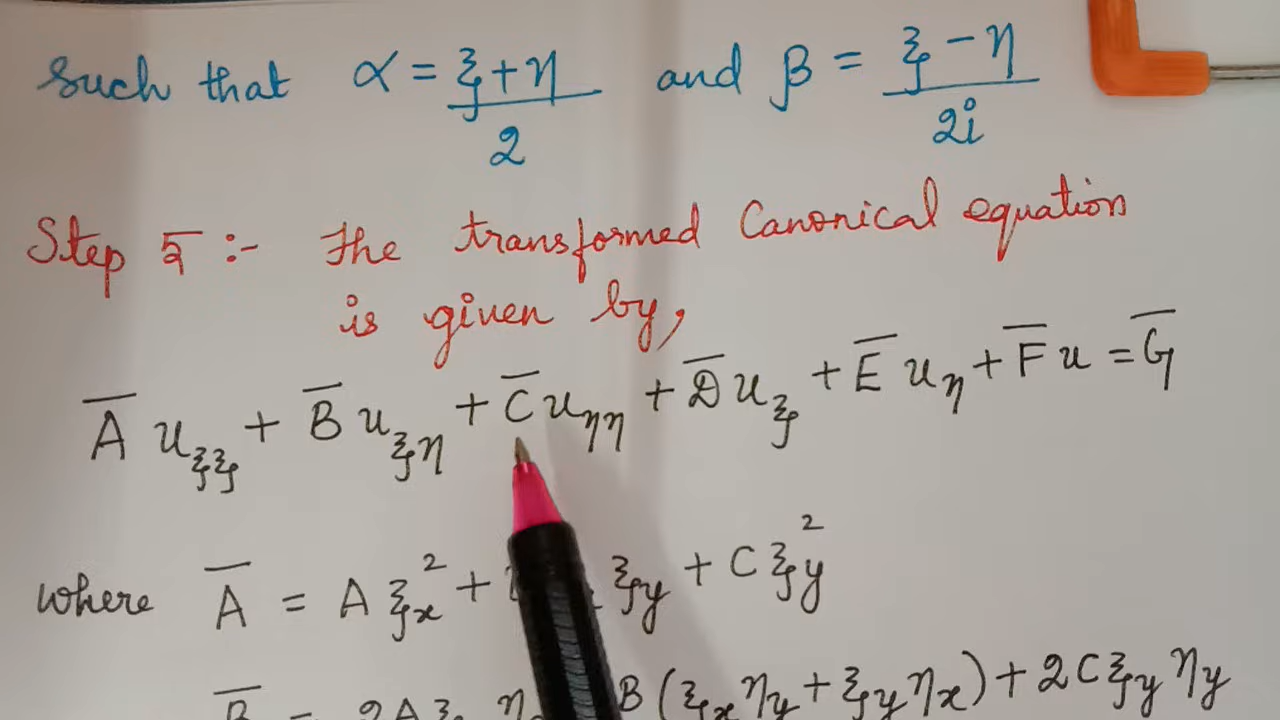 such that α = ξ + η / 2 and β = ξ - η / 2i
Step 5 :- The transformed Canonical equation
is given by,
A̅ u_ξξ + B̅ u_ξη + C̅ u_ηη + D̅ u_ξ + E̅ u_η + F̅ u = G̅
where A̅ = A ξ_x² + ξ_y + C ξ_y²
B̅ = 2A ξ η B (ξ_x η_y + ξ_y η_x) + 2C ξ_y η_y